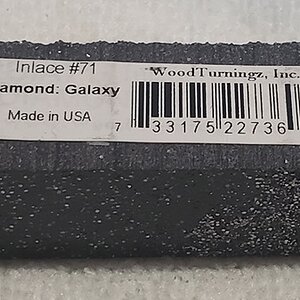 Inlace #71
amond: Galaxy
Made in USA
WoodTurningz, Inc.
7 33175 22736